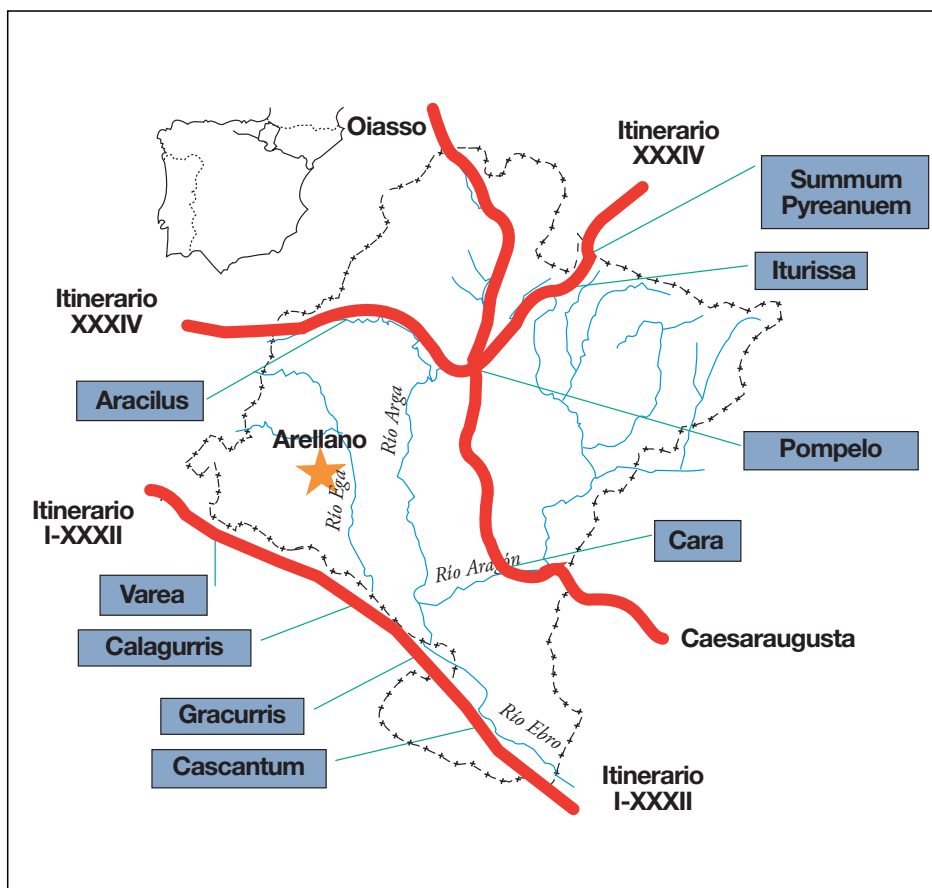 Oiasso
Itinerario
XXXIV
Summum
Pyreanuem
Iturissa
Itinerario
XXXIV
Aracilus
Río Arga
Arellano
Pompelo
Río Ega
Itinerario
I-XXXII
Cara
Río Aragón
Varea
Calagurris
Caesaraugusta
Gracurris
Río Ebro
Cascantum
Itinerario
I-XXXII